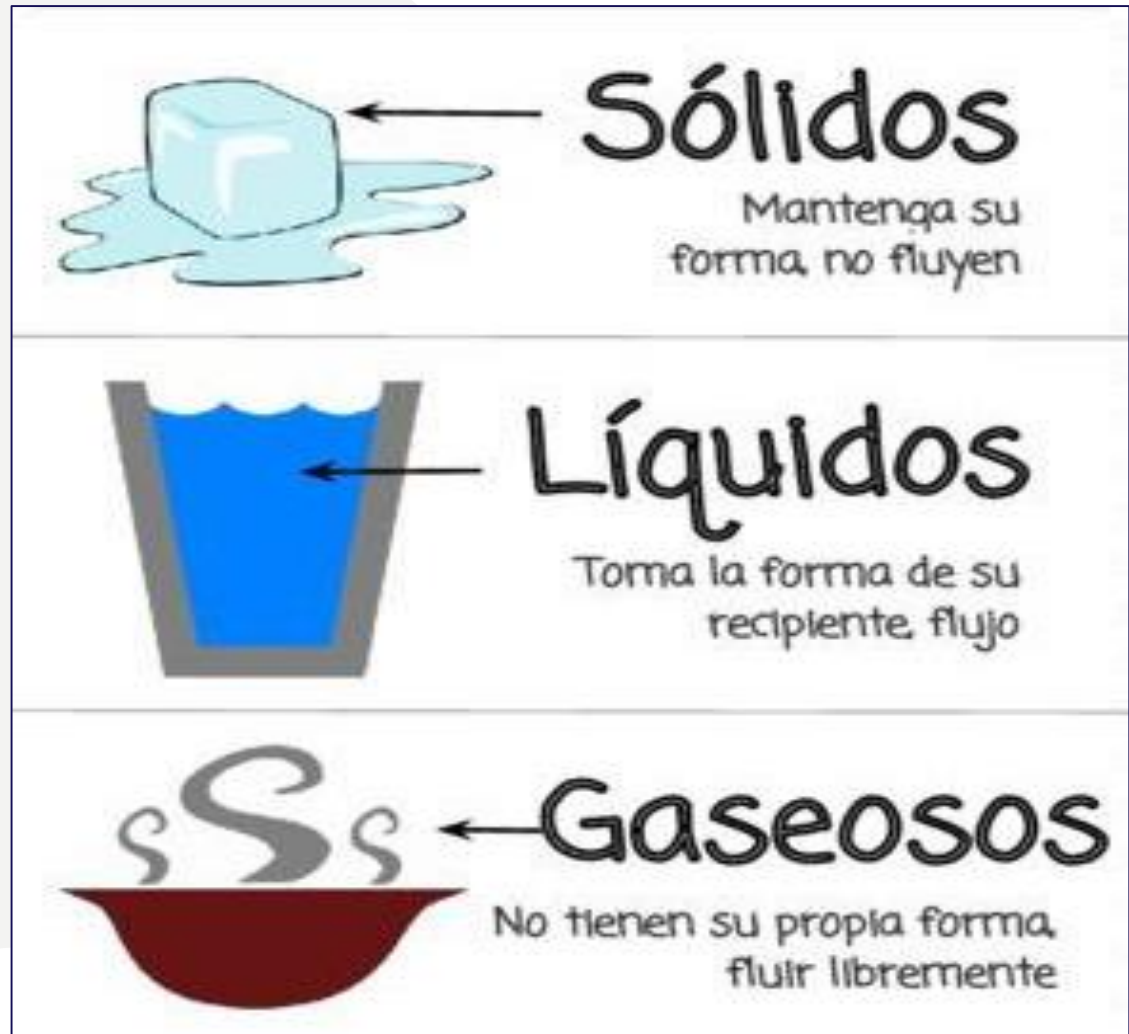 Sólidos
Mantenga su
forma, no fluyen
Líquidos
Toma la forma de su
recipiente, flujo
Gaseosos
No tienen su propia forma,
fluir libremente